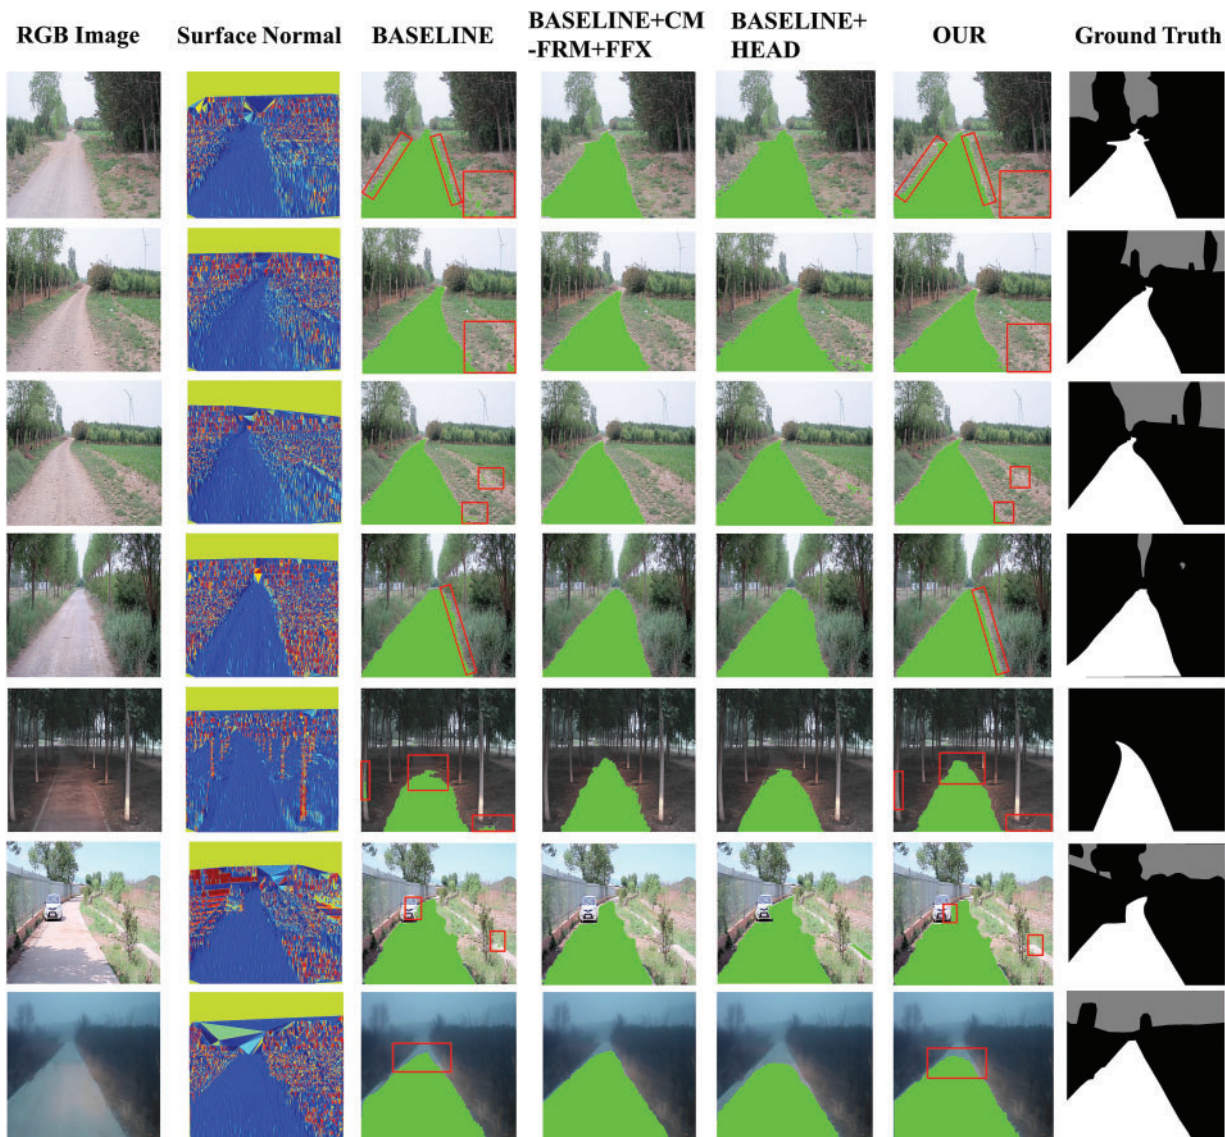 RGB Image
Surface Normal
BASELINE
BASELINE+CM
-FRM+FFX
BASELINE+
HEAD
OUR
Ground Truth